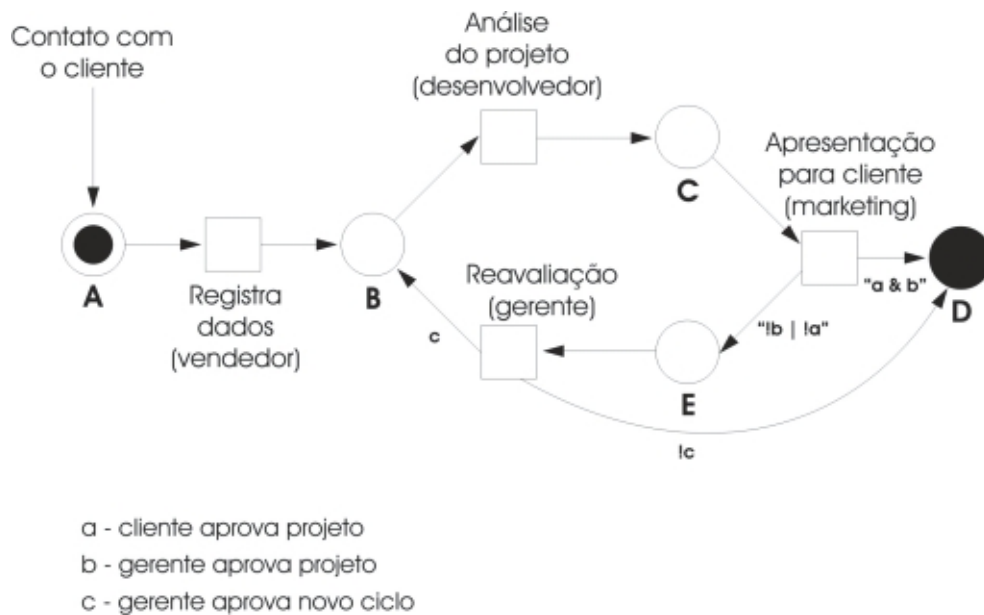 Contato com
o cliente
Análise
do projeto
(desenvolvedor)
Apresentação
para cliente
(marketing)
C
A
Registra
dados
(vendedor)
B
Reavaliação
(gerente)
"a & b"
D
c
"!b | !a"
E
!c
a - cliente aprova projeto
b - gerente aprova projeto
c - gerente aprova novo ciclo